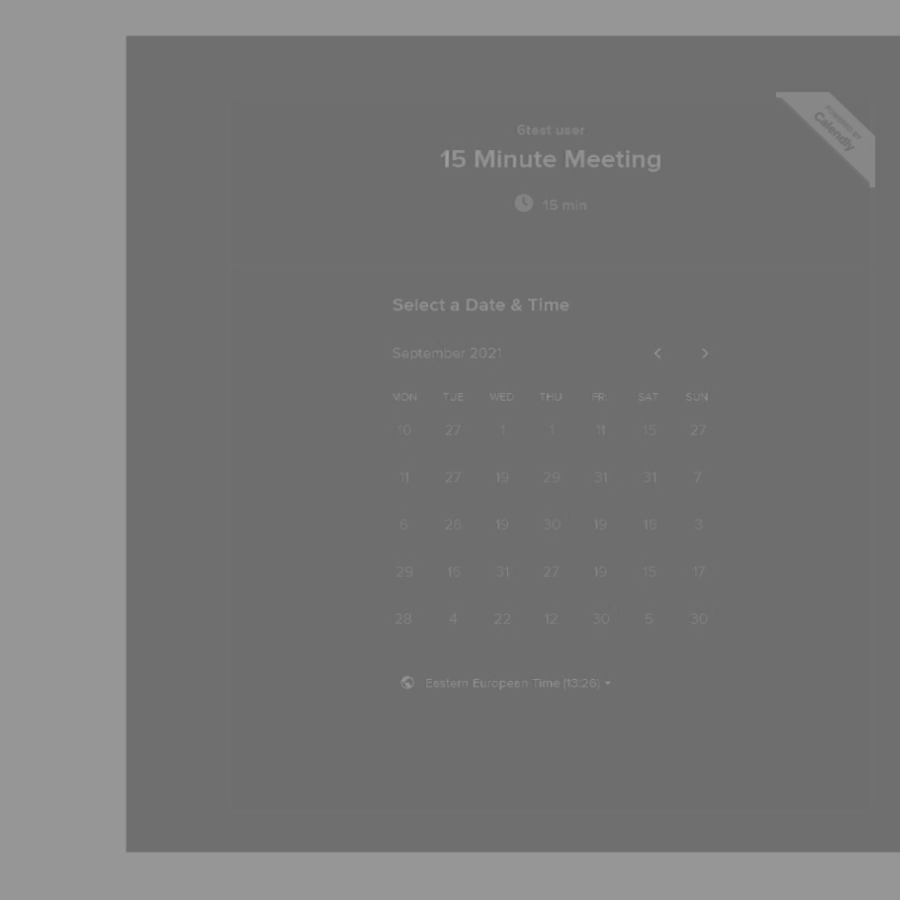 POWERED BY
Calendly
6test user
15 Minute Meeting
15 min
Select a Date & Time
September 2021
MON TUE WED THU FRI SAT SUN
10 27 1 1 11 15 27
11 27 19 29 31 31 7
6 26 19 30 19 16 3
29 15 31 27 19 15 17
28 4 22 12 30 5 30
Eastern European Time (13:26)